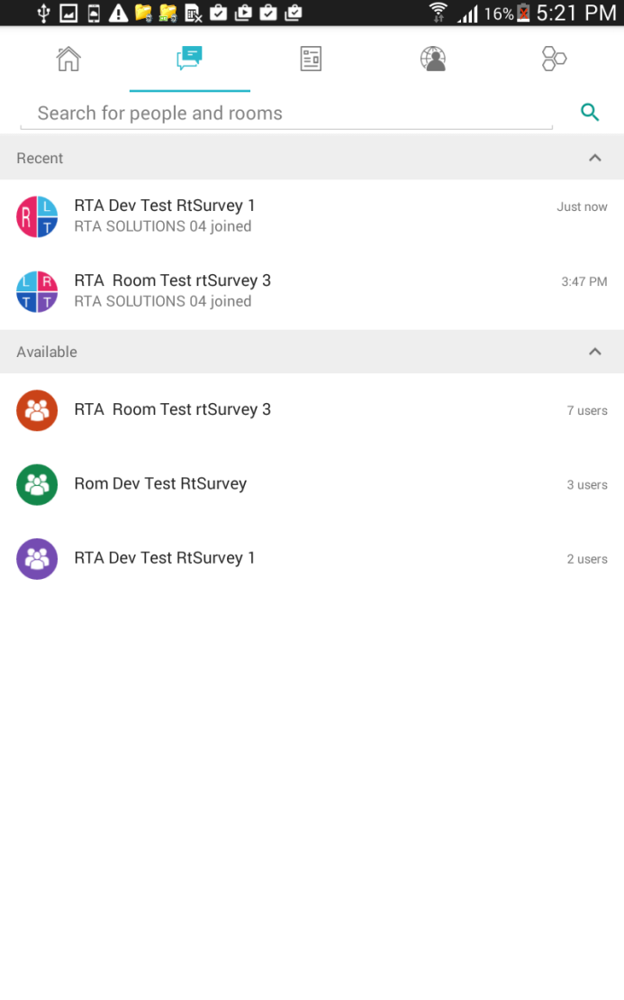 16% 5:21 PM
Search for people and rooms
Recent
R L T
RTA Dev Test RtSurvey 1
Just now
RTA SOLUTIONS 04 joined
L R T T
RTA  Room Test rtSurvey 3
3:47 PM
RTA SOLUTIONS 04 joined
Available
RTA  Room Test rtSurvey 3
7 users
Rom Dev Test RtSurvey
3 users
RTA Dev Test RtSurvey 1
2 users